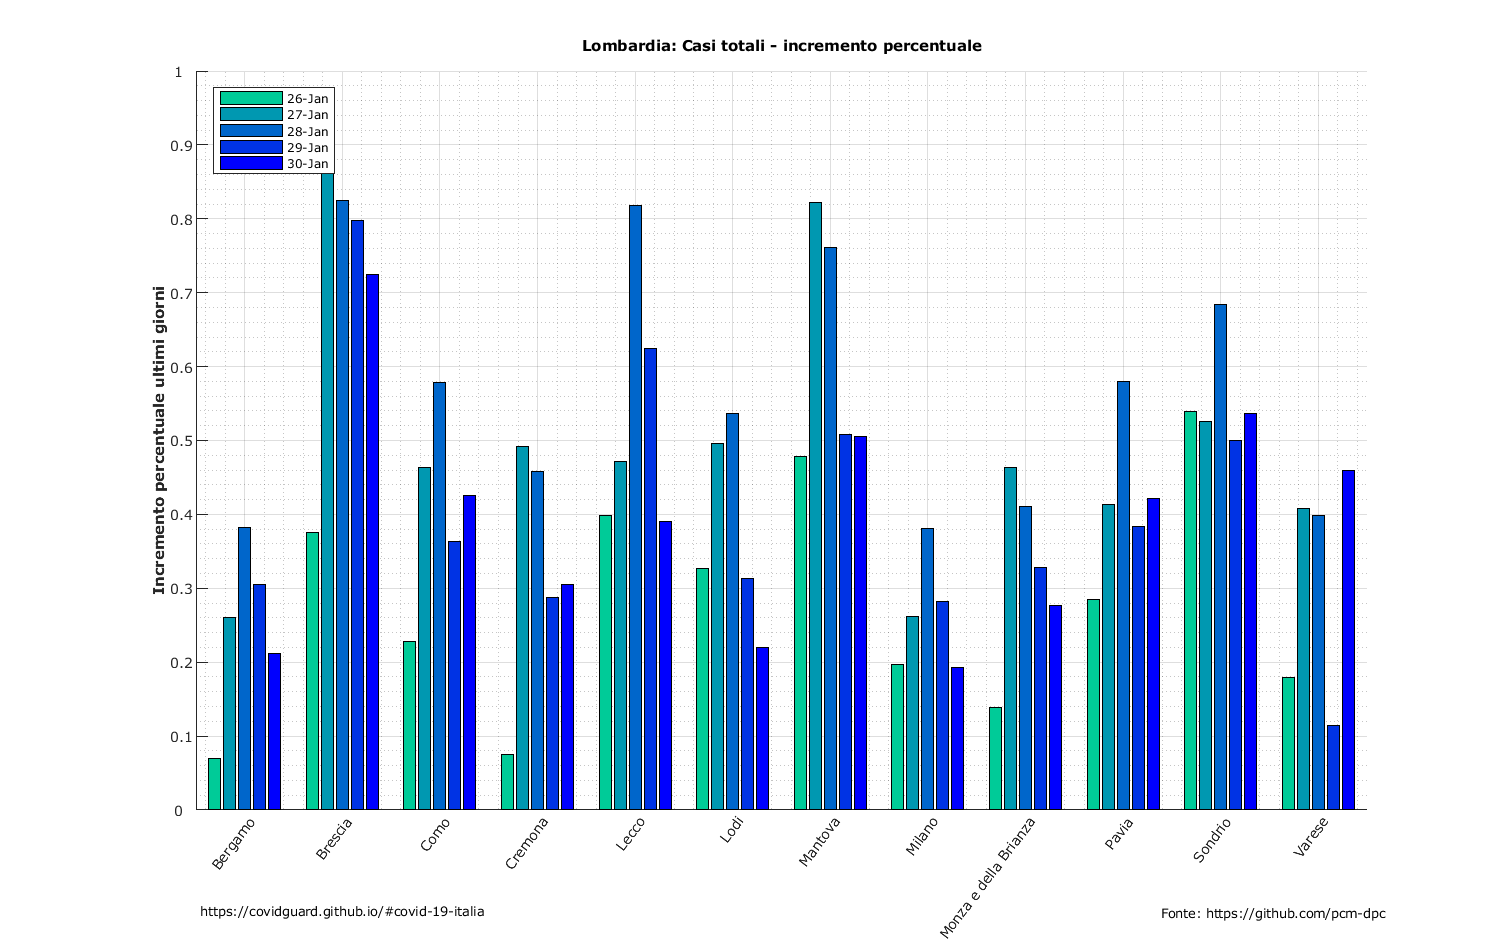 Lombardia: Casi totali - incremento percentuale
Incremento percentuale ultimi giorni
1
0.9
0.8
0.7
0.6
0.5
0.4
0.3
0.2
0.1
0
26-Jan
27-Jan
28-Jan
29-Jan
30-Jan
Bergamo
Brescia
Como
Cremona
Lecco
Lodi
Mantova
Milano
Monza e della Brianza
Pavia
Sondrio
Varese
https://covidguard.github.io/#covid-19-italia
Fonte: https://github.com/pcm-dpc